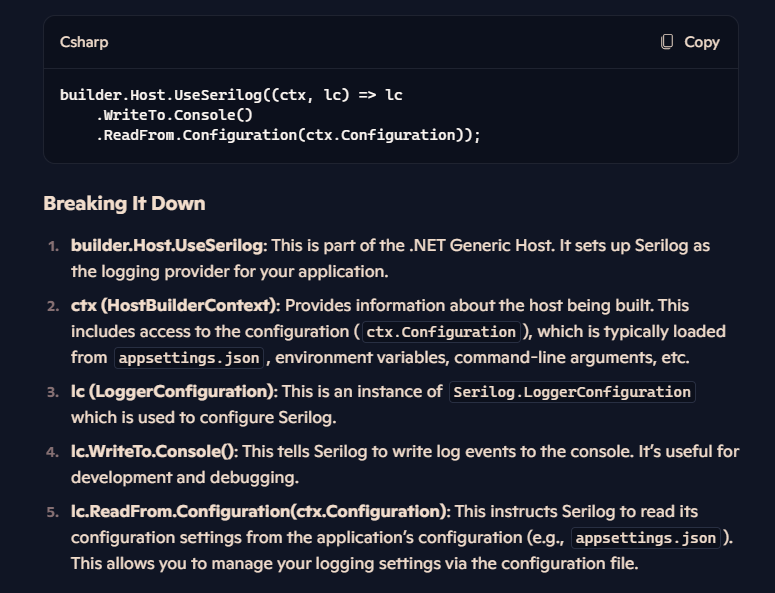 Csharp
Copy
builder.Host.UseSerilog((ctx, lc) => lc
    .WriteTo.Console()
    .ReadFrom.Configuration(ctx.Configuration));
Breaking It Down
1. builder.Host.UseSerilog: This is part of the .NET Generic Host. It sets up Serilog as
the logging provider for your application.
2. ctx (HostBuilderContext): Provides information about the host being built. This
includes access to the configuration ( ctx.Configuration ), which is typically loaded
from appsettings.json , environment variables, command-line arguments, etc.
3. lc (LoggerConfiguration): This is an instance of Serilog.LoggerConfiguration
which is used to configure Serilog.
4. lc.WriteTo.Console(): This tells Serilog to write log events to the console. It’s useful for
development and debugging.
5. lc.ReadFrom.Configuration(ctx.Configuration): This instructs Serilog to read its
configuration settings from the application’s configuration (e.g., appsettings.json ).
This allows you to manage your logging settings via the configuration file.